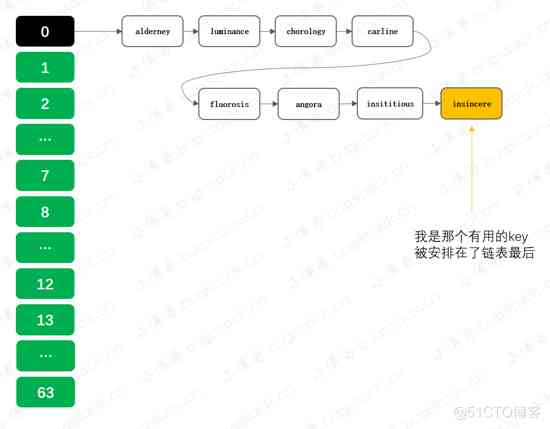 0
alderney
luminance
chorology
carline
1
2
fluorosis
angora
insititious
insincere
...
7
8
我是那个有用的key
被安排在了链表最后
...
12
13
...
63
@51CTO博客